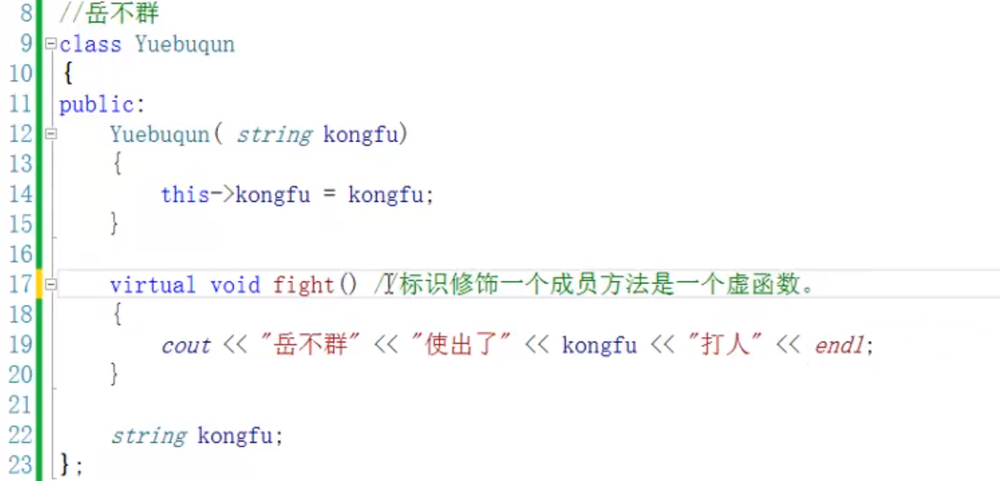 8 //岳不群
9 class Yuebuqun
10 {
11 public:
12 Yuebuqun( string kongfu)
13 {
14 this->kongfu = kongfu;
15 }
16
17 virtual void fight() //标识修饰一个成员方法是一个虚函数。
18 {
19 cout << "岳不群" << "使出了" << kongfu << "打人" << endl;
20 }
21
22 string kongfu;
23 };